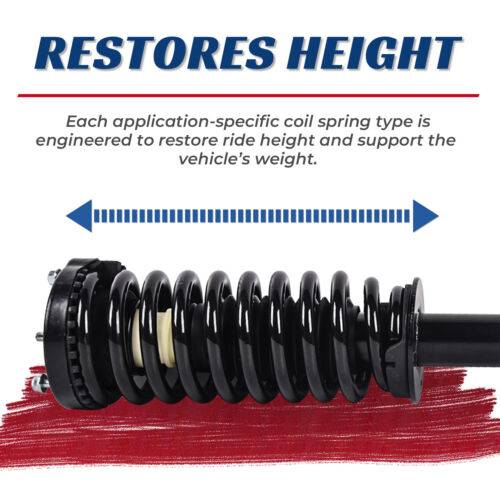 RESTORES HEIGHT
Each application-specific coil spring type is
engineered to restore ride height and support the
vehicle's weight.